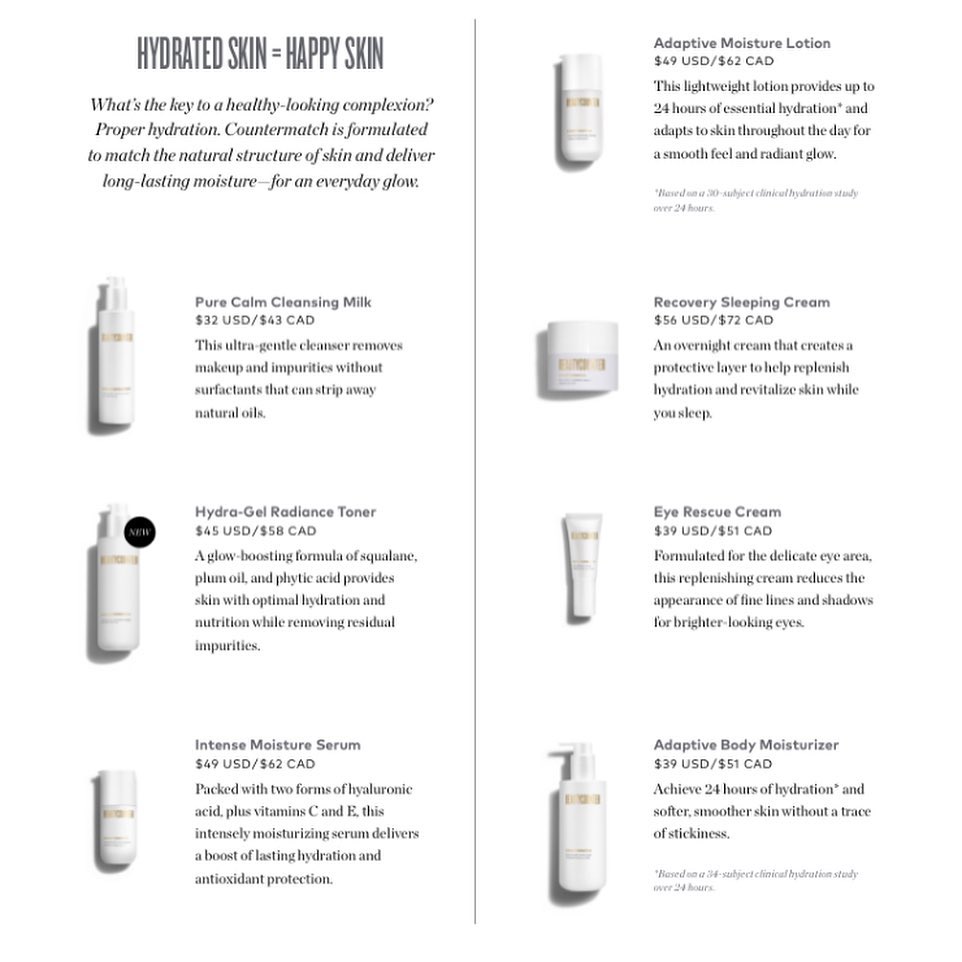 HYDRATED SKIN = HAPPY SKIN
What's the key to a healthy-looking complexion?
Proper hydration. Countermatch is formulated
to match the natural structure of skin and deliver
long-lasting moisture—for an everyday glow.
BEAUTYCOUNTER
Pure Calm Cleansing Milk
$32 USD/$43 CAD
This ultra-gentle cleanser removes
makeup and impurities without
surfactants that can strip away
natural oils.
NEW
BEAUTYCOUNTER
Hydra-Gel Radiance Toner
$45 USD/$58 CAD
A glow-boosting formula of squalane,
plum oil, and phytic acid provides
skin with optimal hydration and
nutrition while removing residual
impurities.
BEAUTYCOUNTER
Intense Moisture Serum
$49 USD/$62 CAD
Packed with two forms of hyaluronic
acid, plus vitamins C and E, this
intensely moisturizing serum delivers
a boost of lasting hydration and
antioxidant protection.
BEAUTYCOUNTER
Adaptive Moisture Lotion
$49 USD/$62 CAD
This lightweight lotion provides up to
24 hours of essential hydration* and
adapts to skin throughout the day for
a smooth feel and radiant glow.
*Based on a 30-subject clinical hydration study
over 24 hours.
BEAUTYCOUNTER
Recovery Sleeping Cream
$56 USD/$72 CAD
An overnight cream that creates a
protective layer to help replenish
hydration and revitalize skin while
you sleep.
BEAUTYCOUNTER
Eye Rescue Cream
$39 USD/$51 CAD
Formulated for the delicate eye area,
this replenishing cream reduces the
appearance of fine lines and shadows
for brighter-looking eyes.
BEAUTYCOUNTER
Adaptive Body Moisturizer
$39 USD/$51 CAD
Achieve 24 hours of hydration* and
softer, smoother skin without a trace
of stickiness.
*Based on a 34-subject clinical hydration study
over 24 hours.